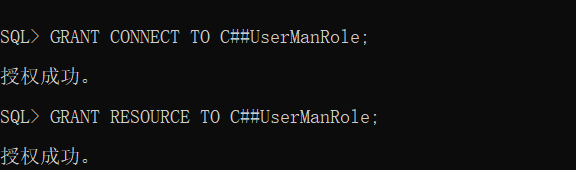 SQL> GRANT CONNECT TO C##UserManRole;
授权成功。
SQL> GRANT RESOURCE TO C##UserManRole;
授权成功。